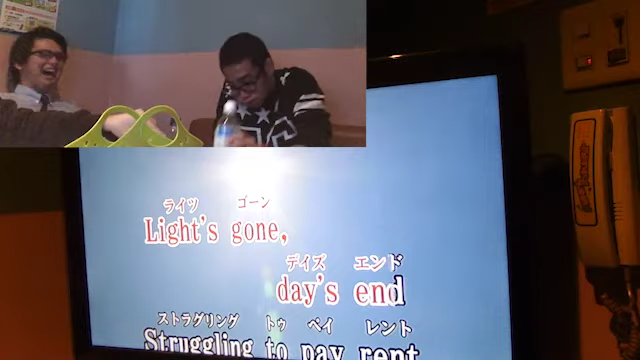 ライツ ゴーン
Light's gone,
デイズ エンド
day's end
ストラグリング トゥ ペイ レント
Struggling to pay rent